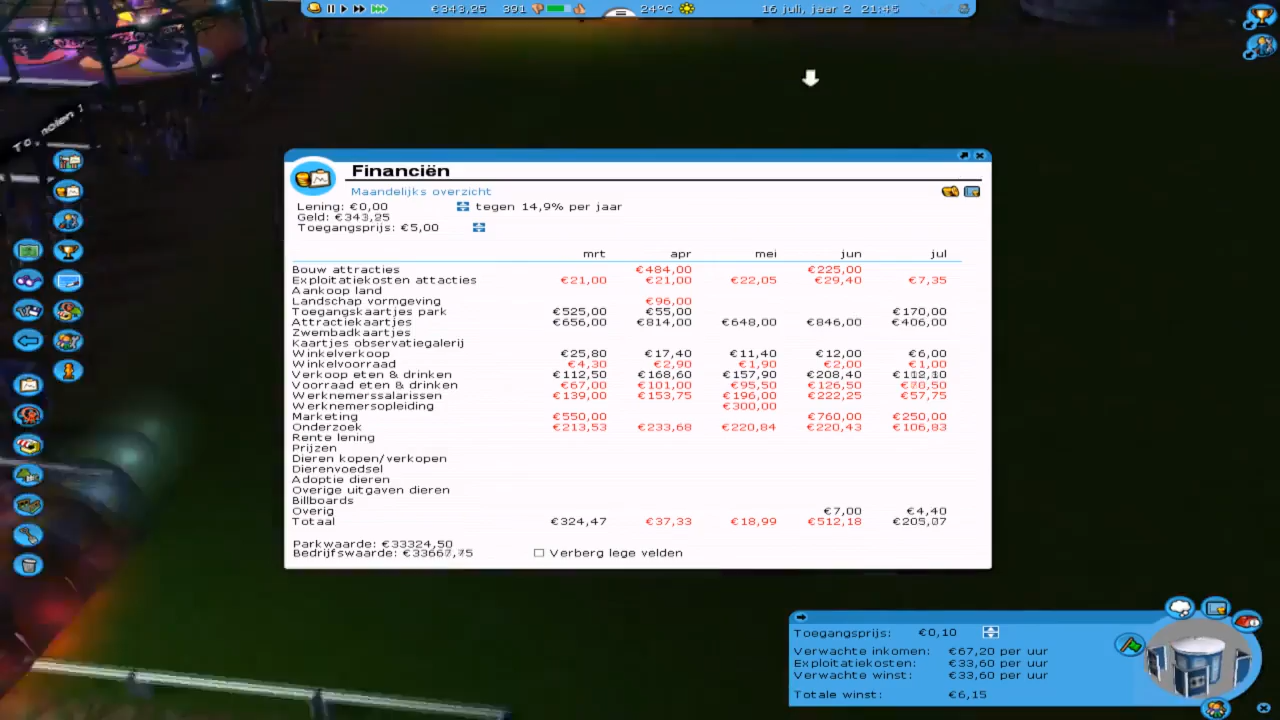 €343,25 391 24°C 16 juli, jaar 2 21:45
Financiën
Maandelijks overzicht
Lening: €0,00 tegen 14,9% per jaar
Geld: €343,25
Toegangsprijs: €5,00
mrt apr mei jun jul
Bouw attracties €484,00 €225,00
Exploitatiekosten attacties €21,00 €21,00 €22,05 €29,40 €7,35
Aankoop land
Landschap vormgeving €96,00
Toegangskaartjes park €525,00 €55,00 €170,00
Attractiekaartjes €656,00 €814,00 €648,00 €846,00 €406,00
Zwembadkaartjes
Kaartjes observatiegalerij
Winkelverkoop €25,80 €17,40 €11,40 €12,00 €6,00
Winkelvoorraad €4,30 €2,90 €1,90 €2,00 €1,00
Verkoop eten & drinken €112,50 €168,60 €157,90 €208,40 €112,10
Voorraad eten & drinken €67,00 €101,00 €95,50 €126,50
Werknemerssalarissen €139,00 €153,75 €196,00 €222,25 €57,75
Werknemersopleiding €300,00
Marketing €550,00 €760,00 €250,00
Onderzoek €213,53 €233,68 €220,84 €220,43 €106,83
Rente lening
Prijzen
Dieren kopen/verkopen
Dierenvoedsel
Adoptie dieren
Overige uitgaven dieren
Billboards
Overig €7,00 €4,40
Totaal €324,47 €37,33 €18,99 €512,18 €205,07
Parkwaarde: €33324,50
Bedrijfswaarde: €33667,75 Verberg lege velden
Toegangsprijs: €0,10
Verwachte inkomen: €67,20 per uur
Exploitatiekosten: €33,60 per uur
Verwachte winst: €33,60 per uur
Totale winst: €6,15